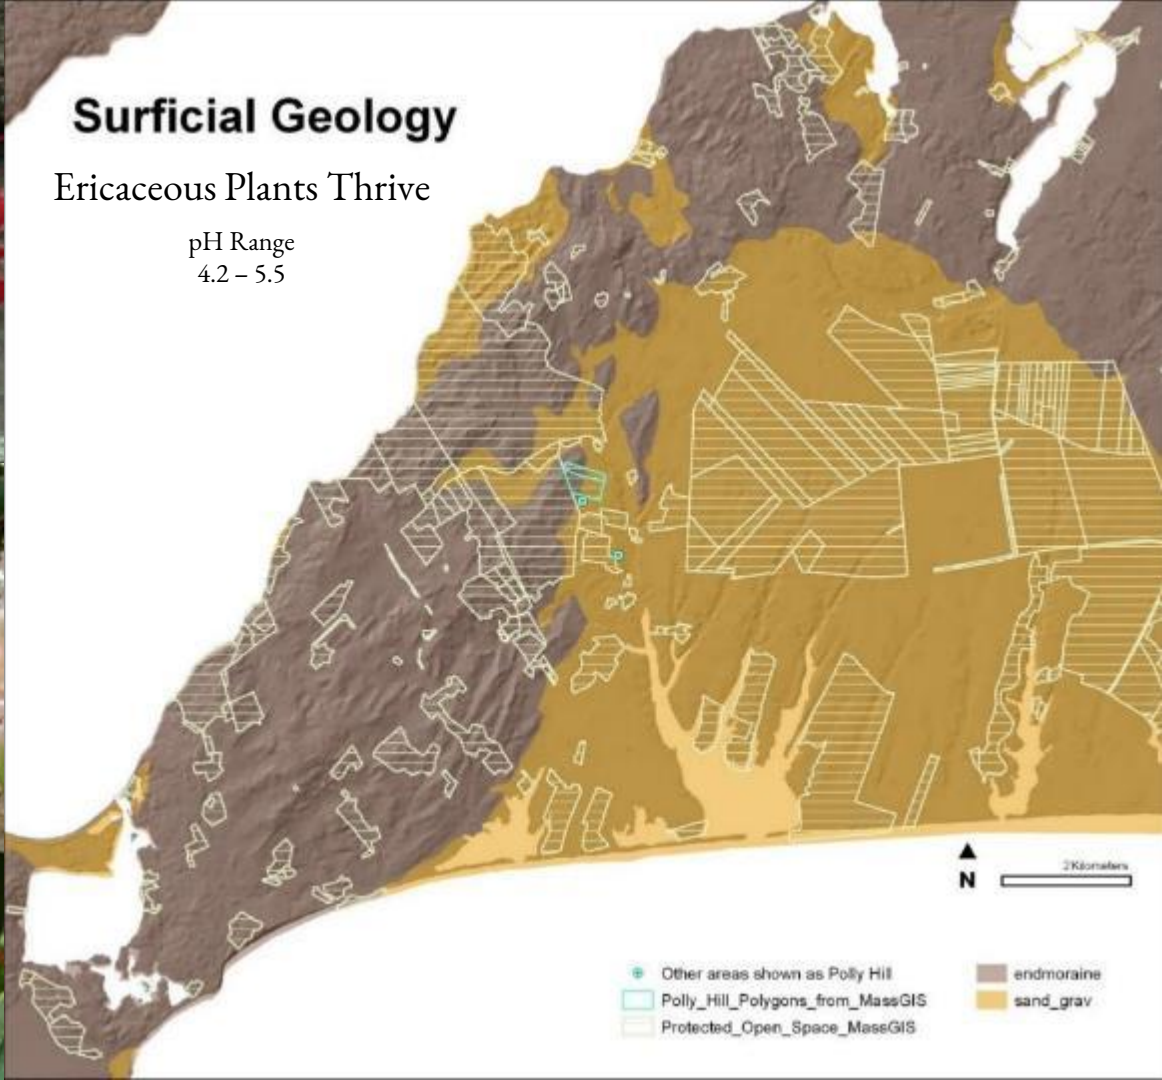 Surficial Geology
Ericaceous Plants Thrive
pH Range
4.2 – 5.5
2 Kilometers
N
Other areas shown as Polly Hill
Polly_Hill_Polygons_from_MassGIS
Protected_Open_Space_MassGIS
endmoraine
sand_grav